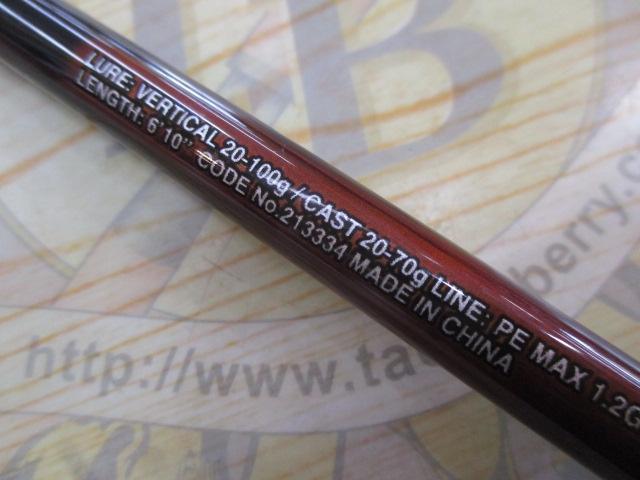 LURE: VERTICAL 20-100g / CAST 20-70g LINE: PE MAX 1.2G
LENGTH: 6'10" CODE No.213334 MADE IN CHINA
B
http://www.ta berry.c